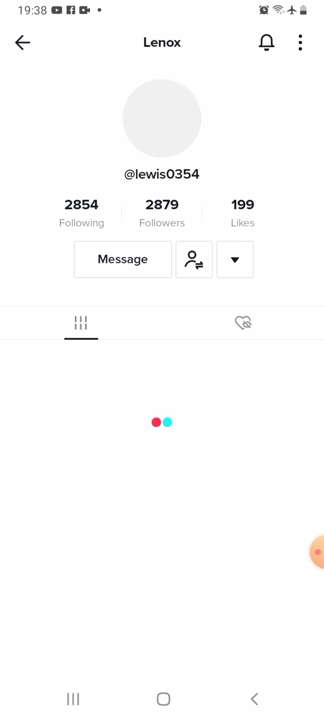 19:38
Lenox
@lewis0354
2854 2879 199
Following Followers Likes
Message